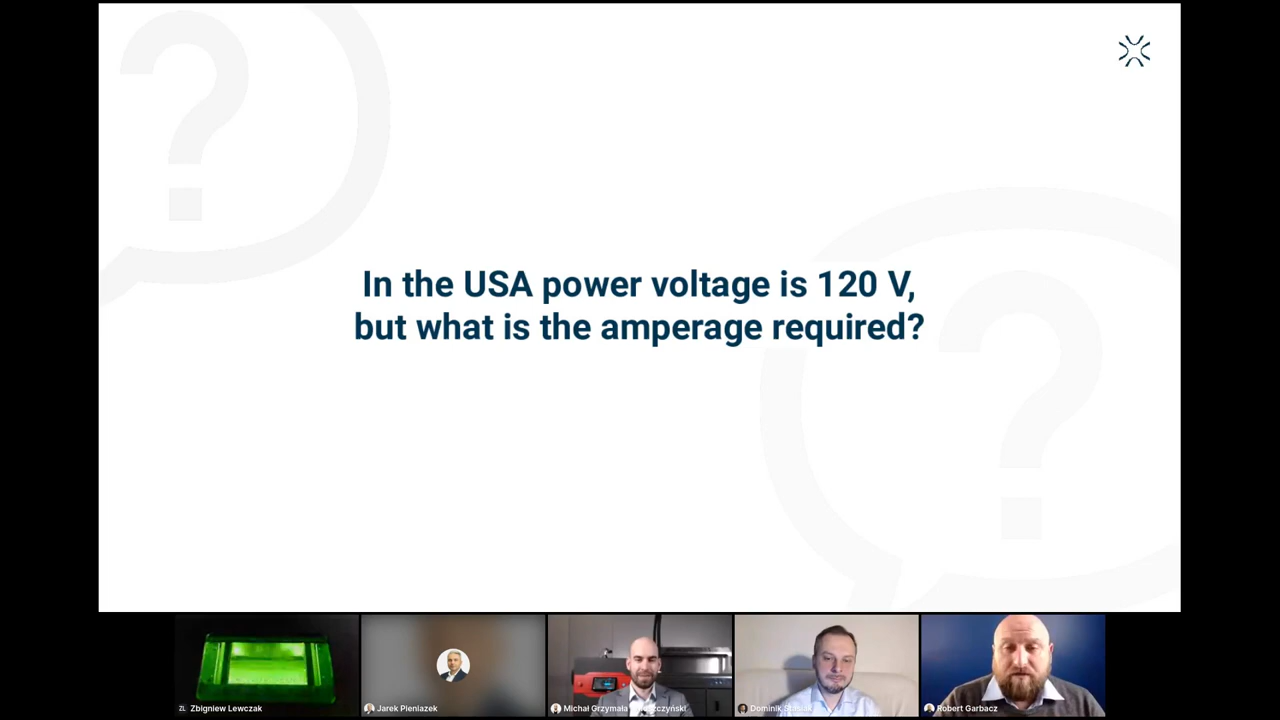 In the USA power voltage is 120 V,
but what is the amperage required?
ZL Zbigniew Lewczak
Jarek Pieniazek
Michał Grzymała
Dominik
Robert Garbacz